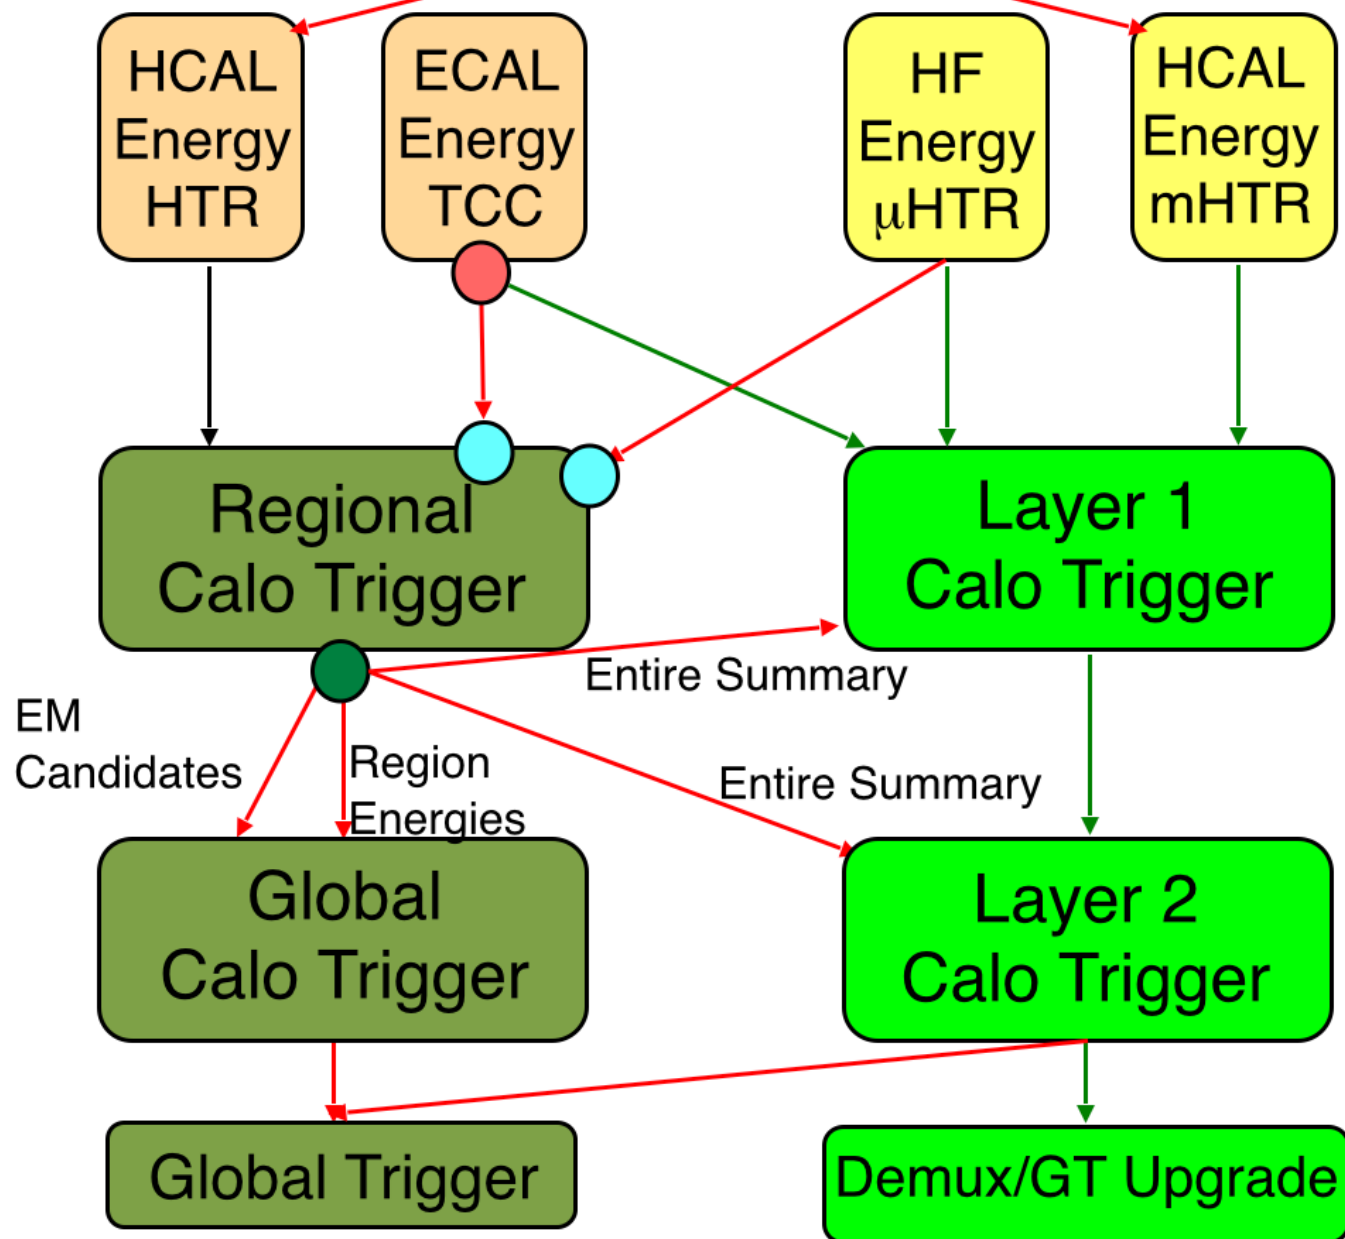 HCAL
Energy
HTR
ECAL
Energy
TCC
HF
Energy
μHTR
HCAL
Energy
mHTR
Regional
Calo Trigger
Layer 1
Calo Trigger
Entire Summary
EM
Candidates
Region
Energies
Entire Summary
Global
Calo Trigger
Layer 2
Calo Trigger
Global Trigger
Demux/GT Upgrade